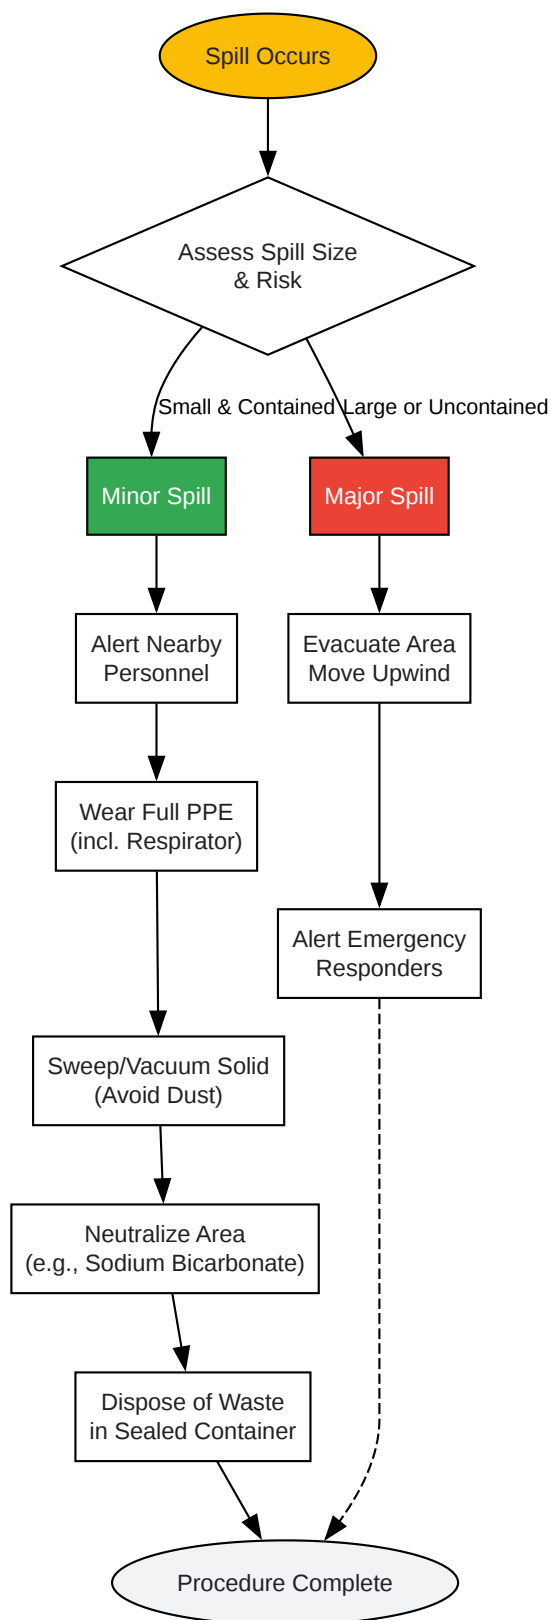 Spill Occurs
Assess Spill Size
& Risk
Small & Contained
Large or Uncontained
Minor Spill
Major Spill
Alert Nearby
Personnel
Evacuate Area
Move Upwind
Wear Full PPE
(incl. Respirator)
Alert Emergency
Responders
Sweep/Vacuum Solid
(Avoid Dust)
Neutralize Area
(e.g., Sodium Bicarbonate)
Dispose of Waste
in Sealed Container
Procedure Complete